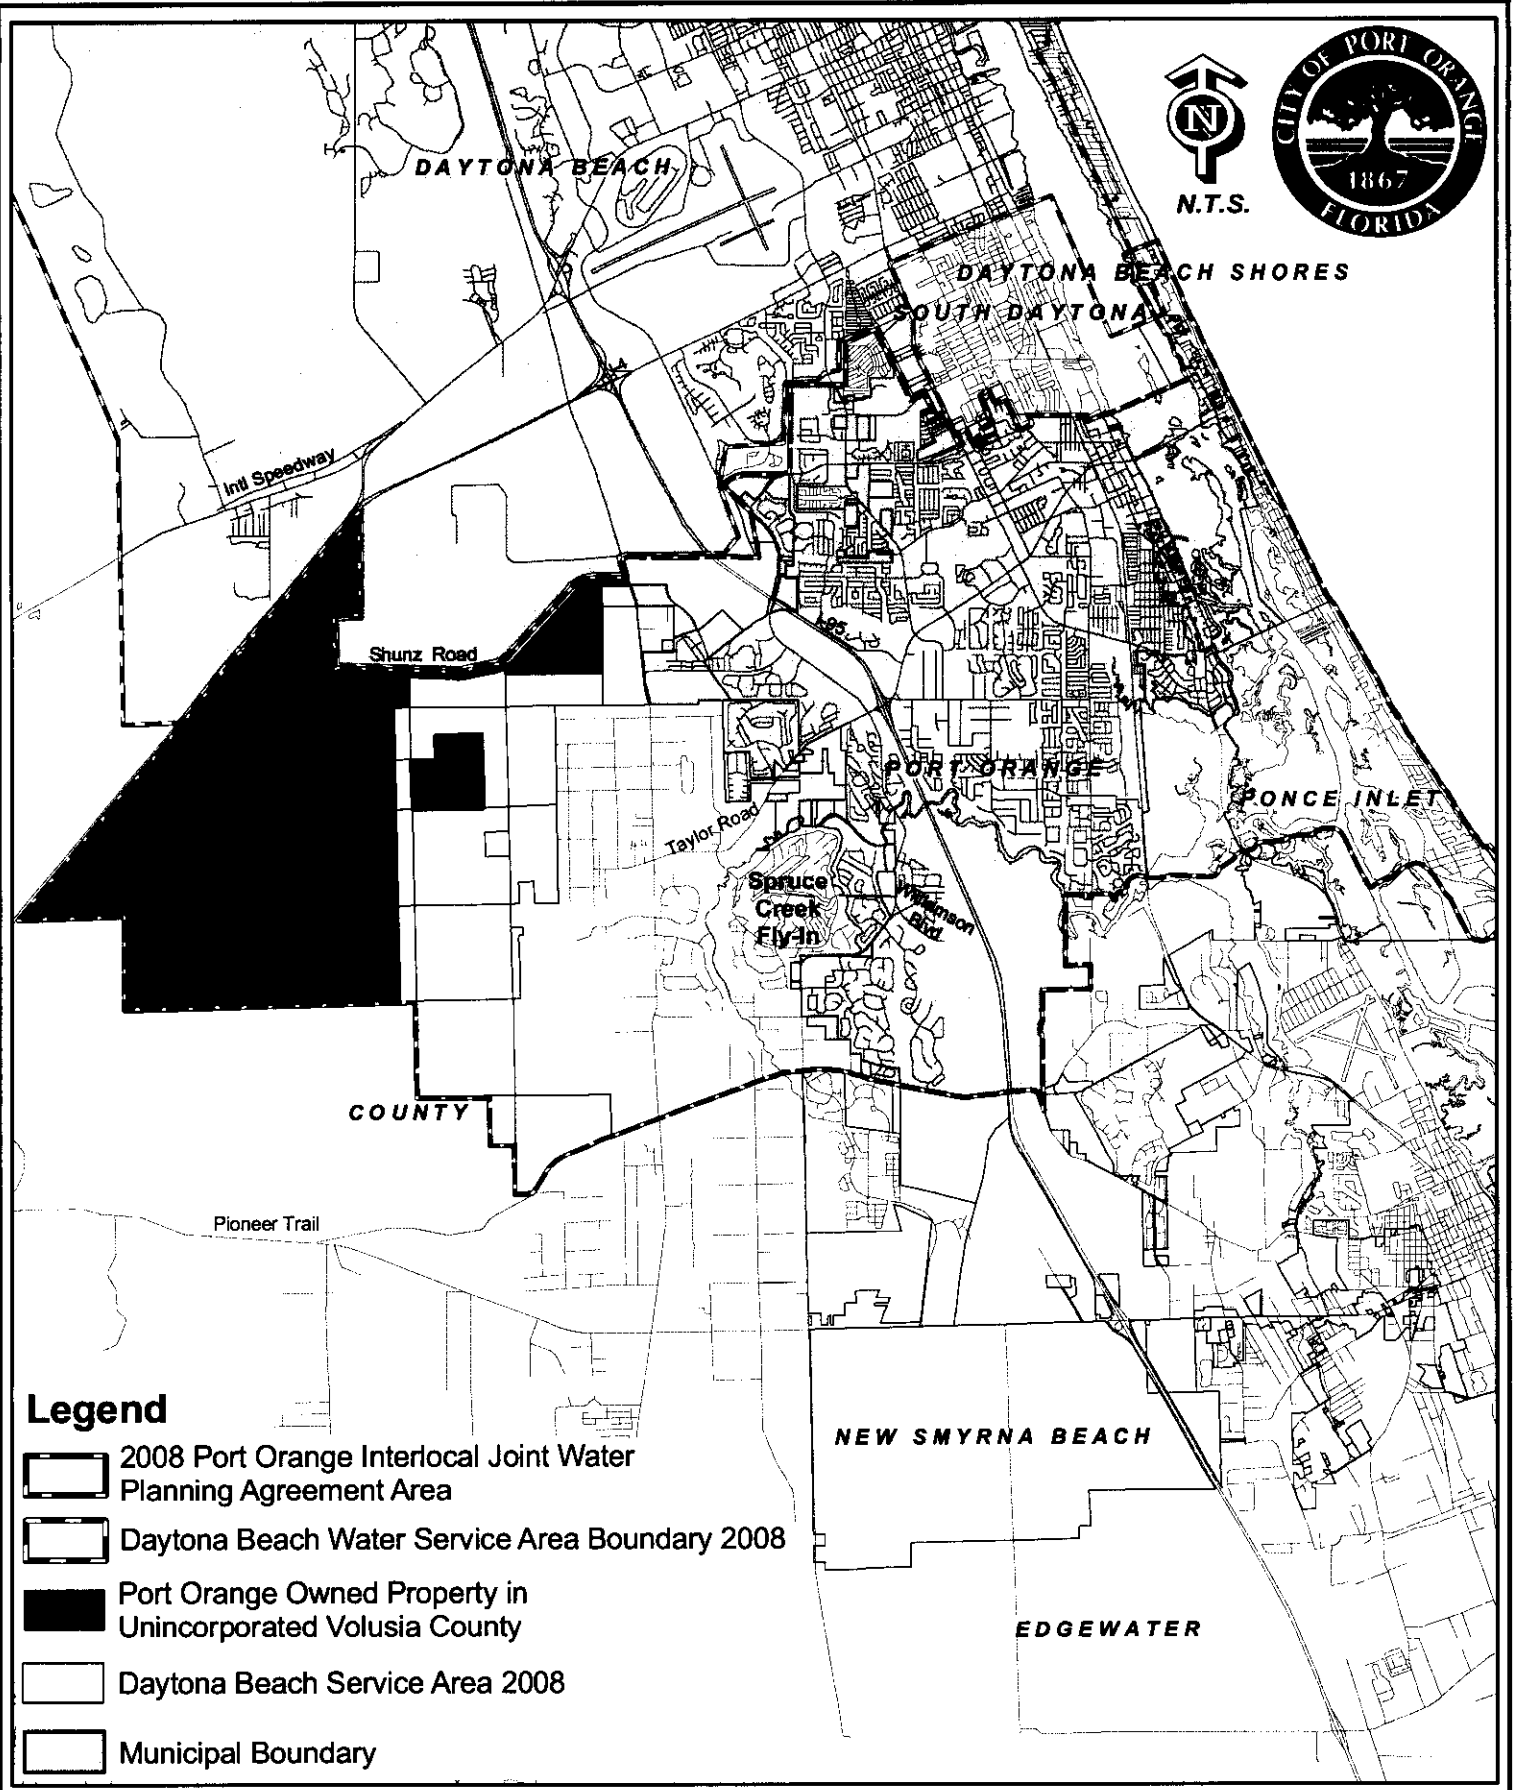 CITY OF PORT ORANGE
1867
FLORIDA
N
N.T.S.
DAYTONA BEACH
DAYTONA BEACH SHORES
SOUTH DAYTONA
I-4
Intl Speedway
I-95
Shunz Road
PORT ORANGE
PONCE INLET
Taylor Road
Spruce
Creek
Fly-In
Williamson
Blvd
COUNTY
Pioneer Trail
NEW SMYRNA BEACH
EDGEWATER
Legend
2008 Port Orange Interlocal Joint Water
Planning Agreement Area
Daytona Beach Water Service Area Boundary 2008
Port Orange Owned Property in
Unincorporated Volusia County
Daytona Beach Service Area 2008
Municipal Boundary